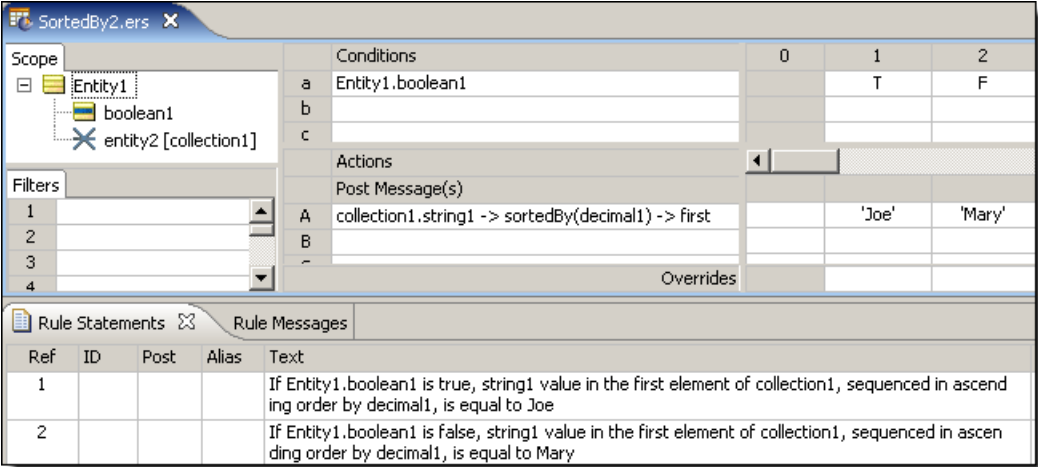 SortedBy2.ers
Scope
Entity1
boolean1
entity2 [collection1]
Filters
1
2
3
4
Conditions 0 1 2
a Entity1.boolean1 T F
b
c
Actions
Post Message(s)
A collection1.string1 -> sortedBy(decimal1) -> first 'Joe' 'Mary'
B
Overrides
Rule Statements Rule Messages
Ref ID Post Alias Text
1 If Entity1.boolean1 is true, string1 value in the first element of collection1, sequenced in ascend
ing order by decimal1, is equal to Joe
2 If Entity1.boolean1 is false, string1 value in the first element of collection1, sequenced in ascen
ding order by decimal1, is equal to Mary